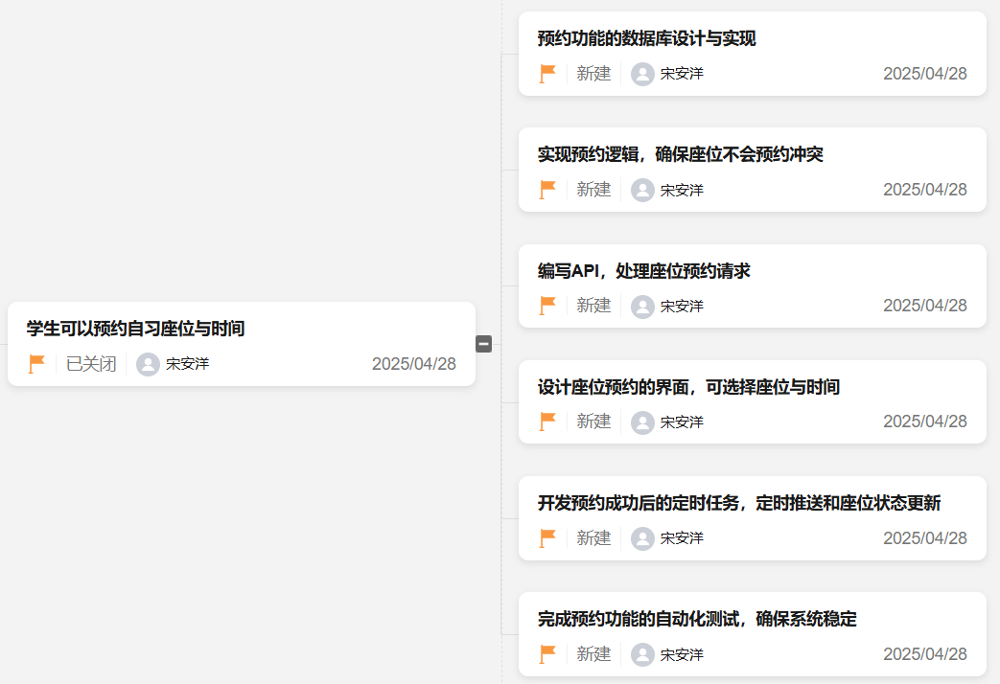 学生可以预约自习座位与时间
已关闭 宋安洋 2025/04/28
预约功能的数据库设计与实现
新建 宋安洋 2025/04/28
实现预约逻辑，确保座位不会预约冲突
新建 宋安洋 2025/04/28
编写API，处理座位预约请求
新建 宋安洋 2025/04/28
设计座位预约的界面，可选择座位与时间
新建 宋安洋 2025/04/28
开发预约成功后的定时任务，定时推送和座位状态更新
新建 宋安洋 2025/04/28
完成预约功能的自动化测试，确保系统稳定
新建 宋安洋 2025/04/28